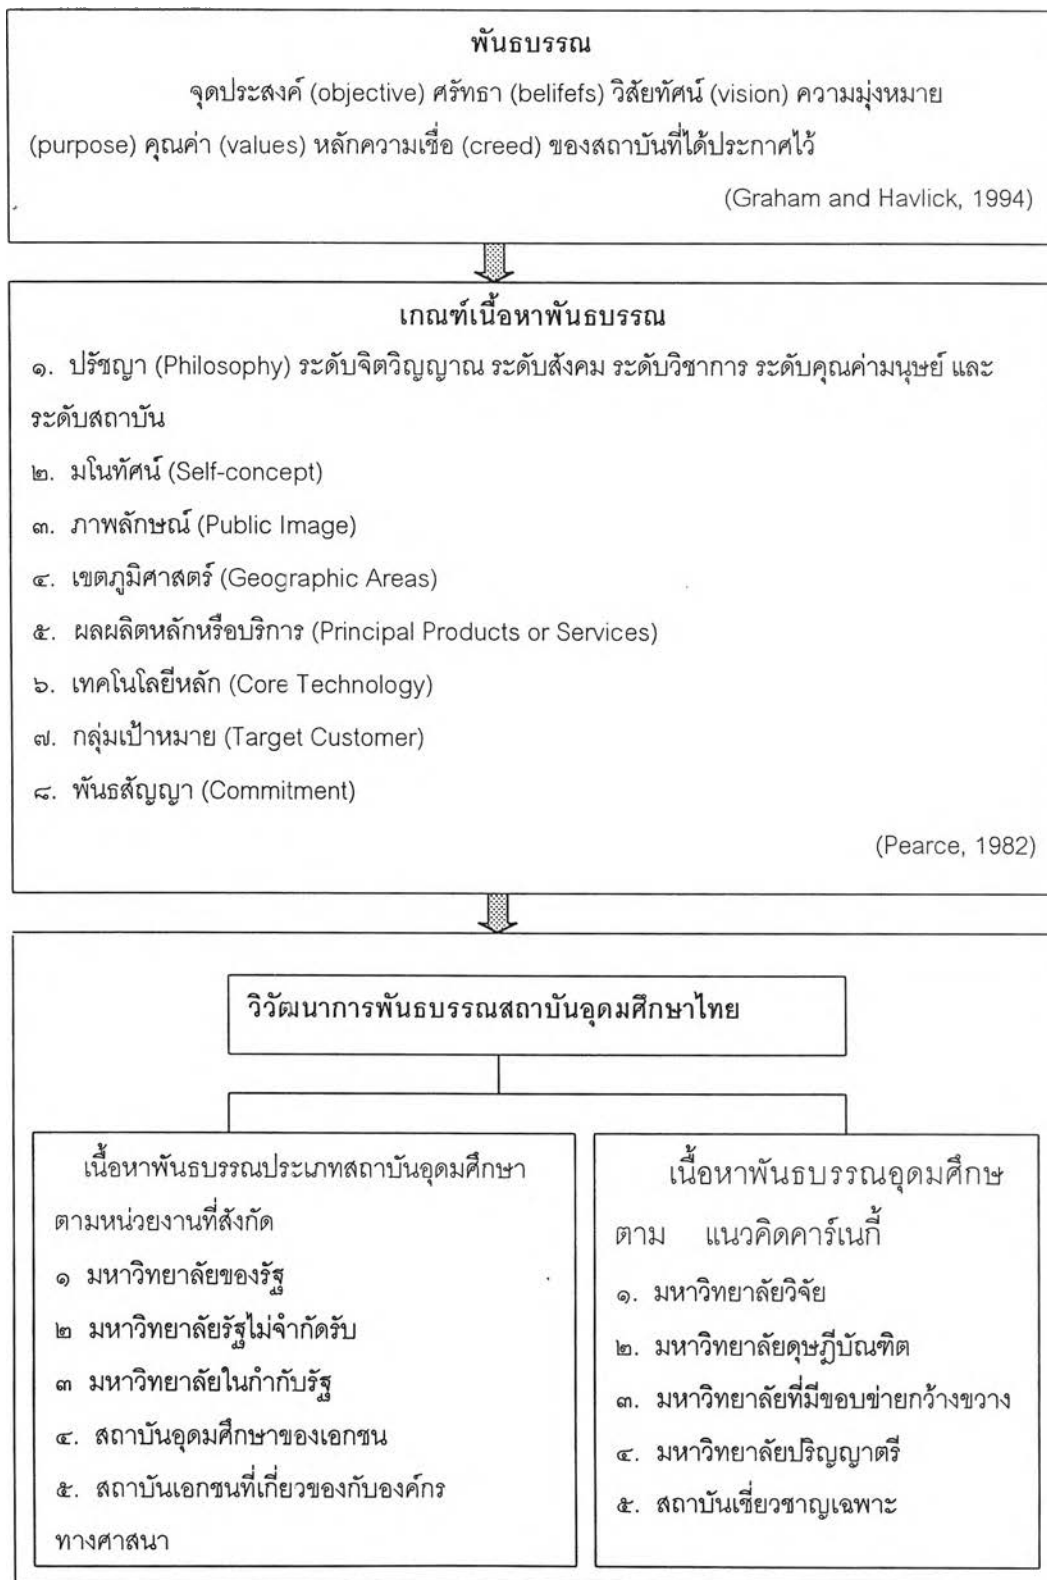 พันธบรรณ
จุดประสงค์ (objective) ศรัทธา (belifefs) วิสัยทัศน์ (vision) ความมุ่งหมาย
(purpose) คุณค่า (values) หลักความเชื่อ (creed) ของสถาบันที่ได้ประกาศไว้
(Graham and Havlick, 1994)
เกณฑ์เนื้อหาพันธบรรณ
๑. ปรัชญา (Philosophy) ระดับจิตวิญญาณ ระดับสังคม ระดับวิชาการ ระดับคุณค่ามนุษย์ และ
ระดับสถาบัน
๒. มโนทัศน์ (Self-concept)
๓. ภาพลักษณ์ (Public Image)
๔. เขตภูมิศาสตร์ (Geographic Areas)
๕. ผลผลิตหลักหรือบริการ (Principal Products or Services)
๖. เทคโนโลยีหลัก (Core Technology)
๗. กลุ่มเป้าหมาย (Target Customer)
๘. พันธสัญญา (Commitment)
(Pearce, 1982)
วิวัฒนาการพันธบรรณสถาบันอุดมศึกษาไทย
เนื้อหาพันธบรรณประเภทสถาบันอุดมศึกษา
ตามหน่วยงานที่สังกัด
๑ มหาวิทยาลัยของรัฐ
๒ มหาวิทยาลัยรัฐไม่จำกัดรับ
๓ มหาวิทยาลัยในกำกับรัฐ
๔. สถาบันอุดมศึกษาของเอกชน
๕. สถาบันเอกชนที่เกี่ยวของกับองค์กร
ทางศาสนา
เนื้อหาพันธบรรณอุดมศึกษ
ตาม แนวคิดคาร์เนกี้
๑. มหาวิทยาลัยวิจัย
๒. มหาวิทยาลัยดุษฎีบัณฑิต
๓. มหาวิทยาลัยที่มีขอบข่ายกว้างขวาง
๔. มหาวิทยาลัยปริญญาตรี
๕. สถาบันเชี่ยวชาญเฉพาะ